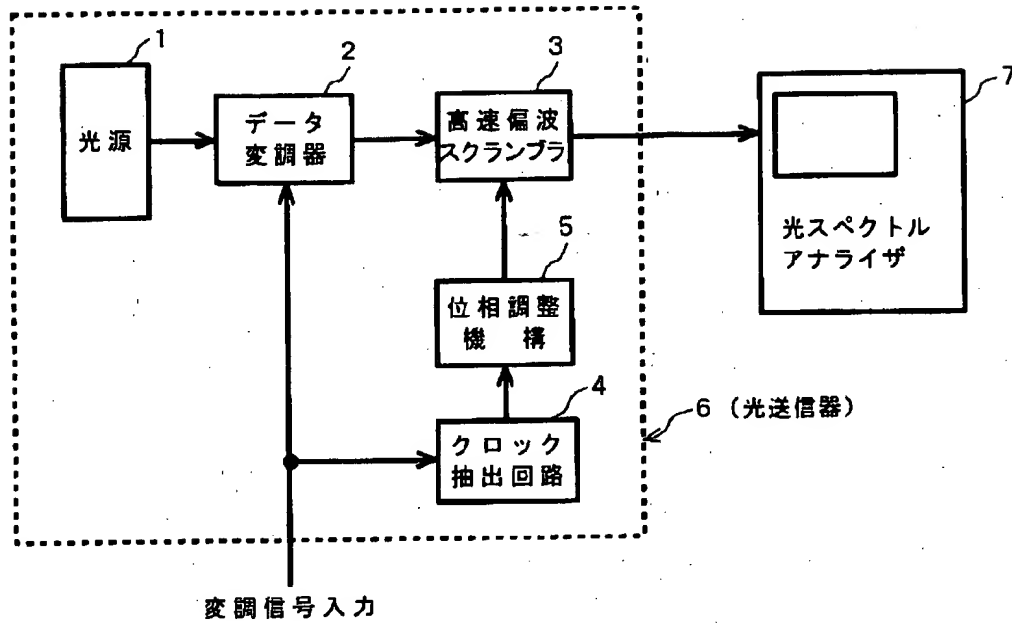 1
光源
2
データ
変調器
3
高速偏波
スクランブラ
7
光スペクトル
アナライザ
5
位相調整
機構
4
クロック
抽出回路
6（光送信器）
変調信号入力